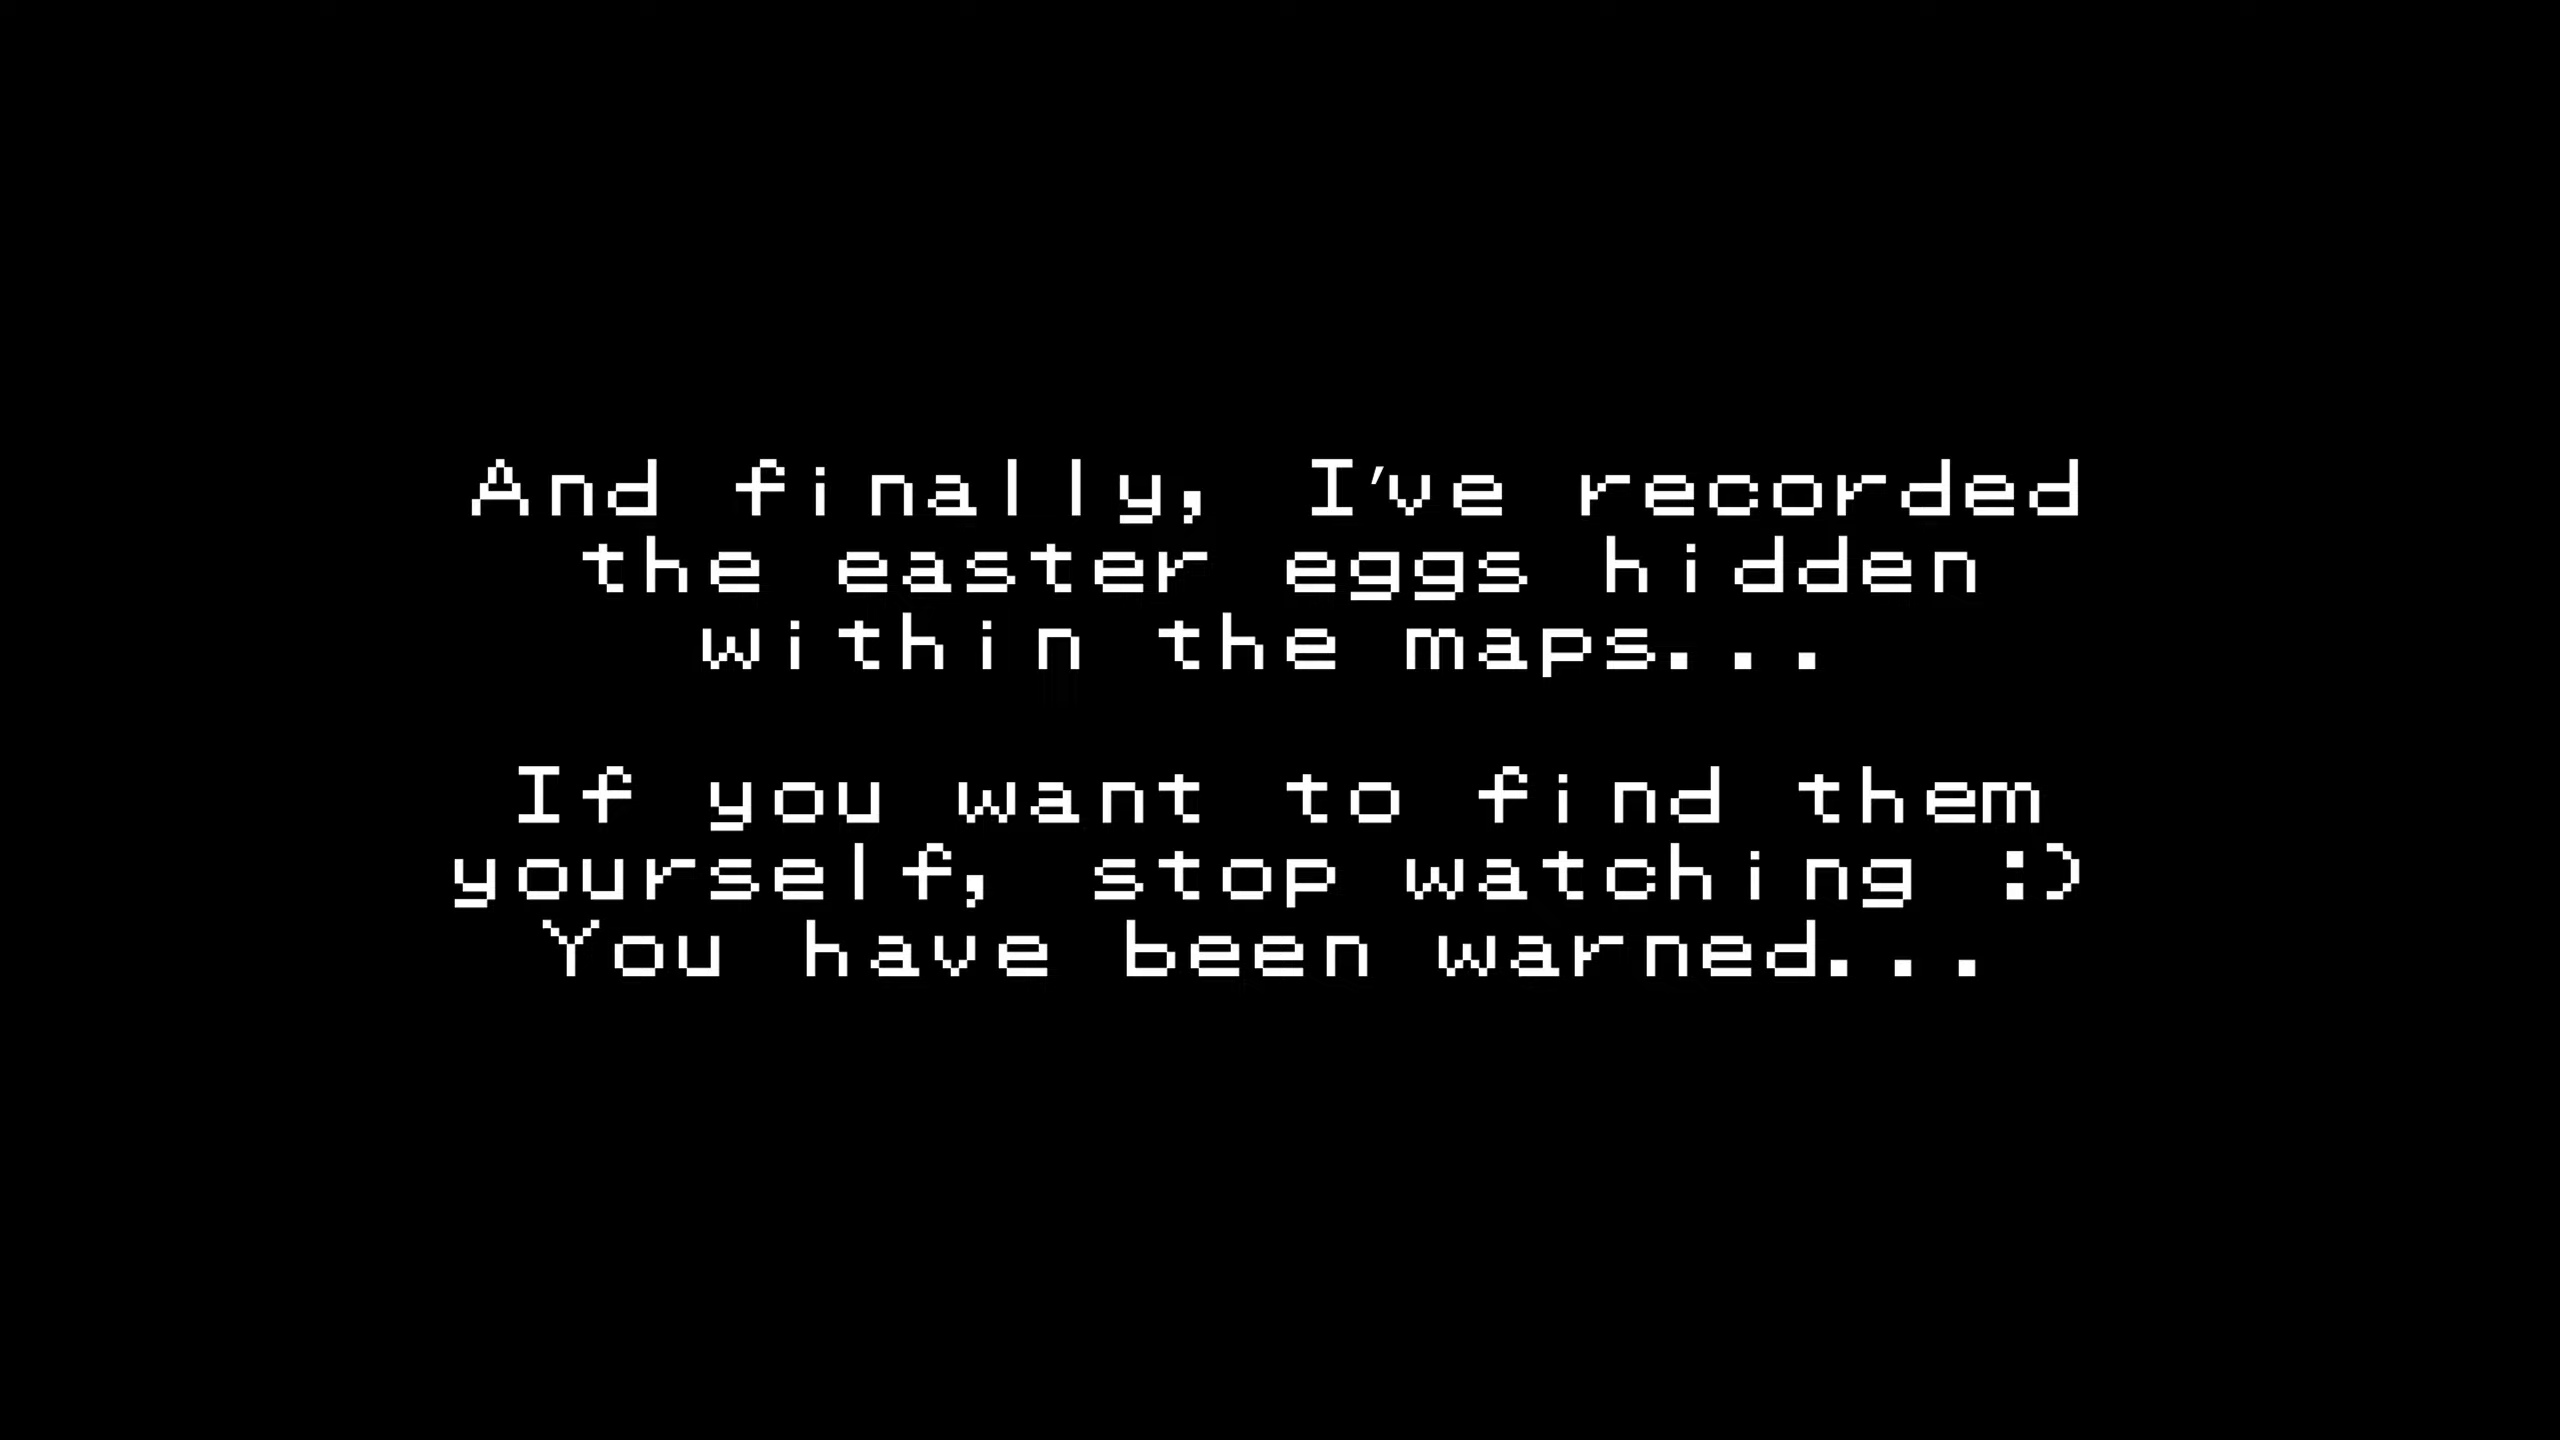 And finally, I've recorded
the easter eggs hidden
within the maps...
If you want to find them
yourself, stop watching :)
You have been warned...